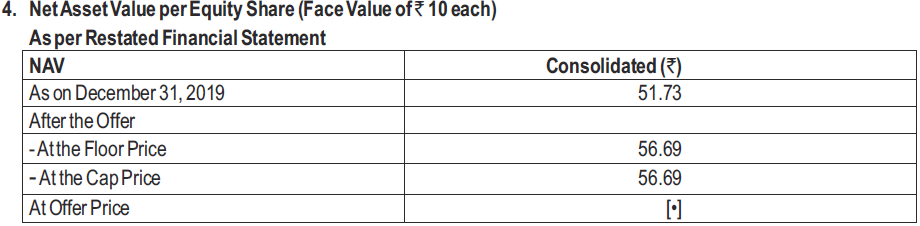 4. Net Asset Value per Equity Share (Face Value of ₹ 10 each)
As per Restated Financial Statement
NAV Consolidated (₹)
As on December 31, 2019 51.73
After the Offer
- At the Floor Price 56.69
- At the Cap Price 56.69
At Offer Price [•]